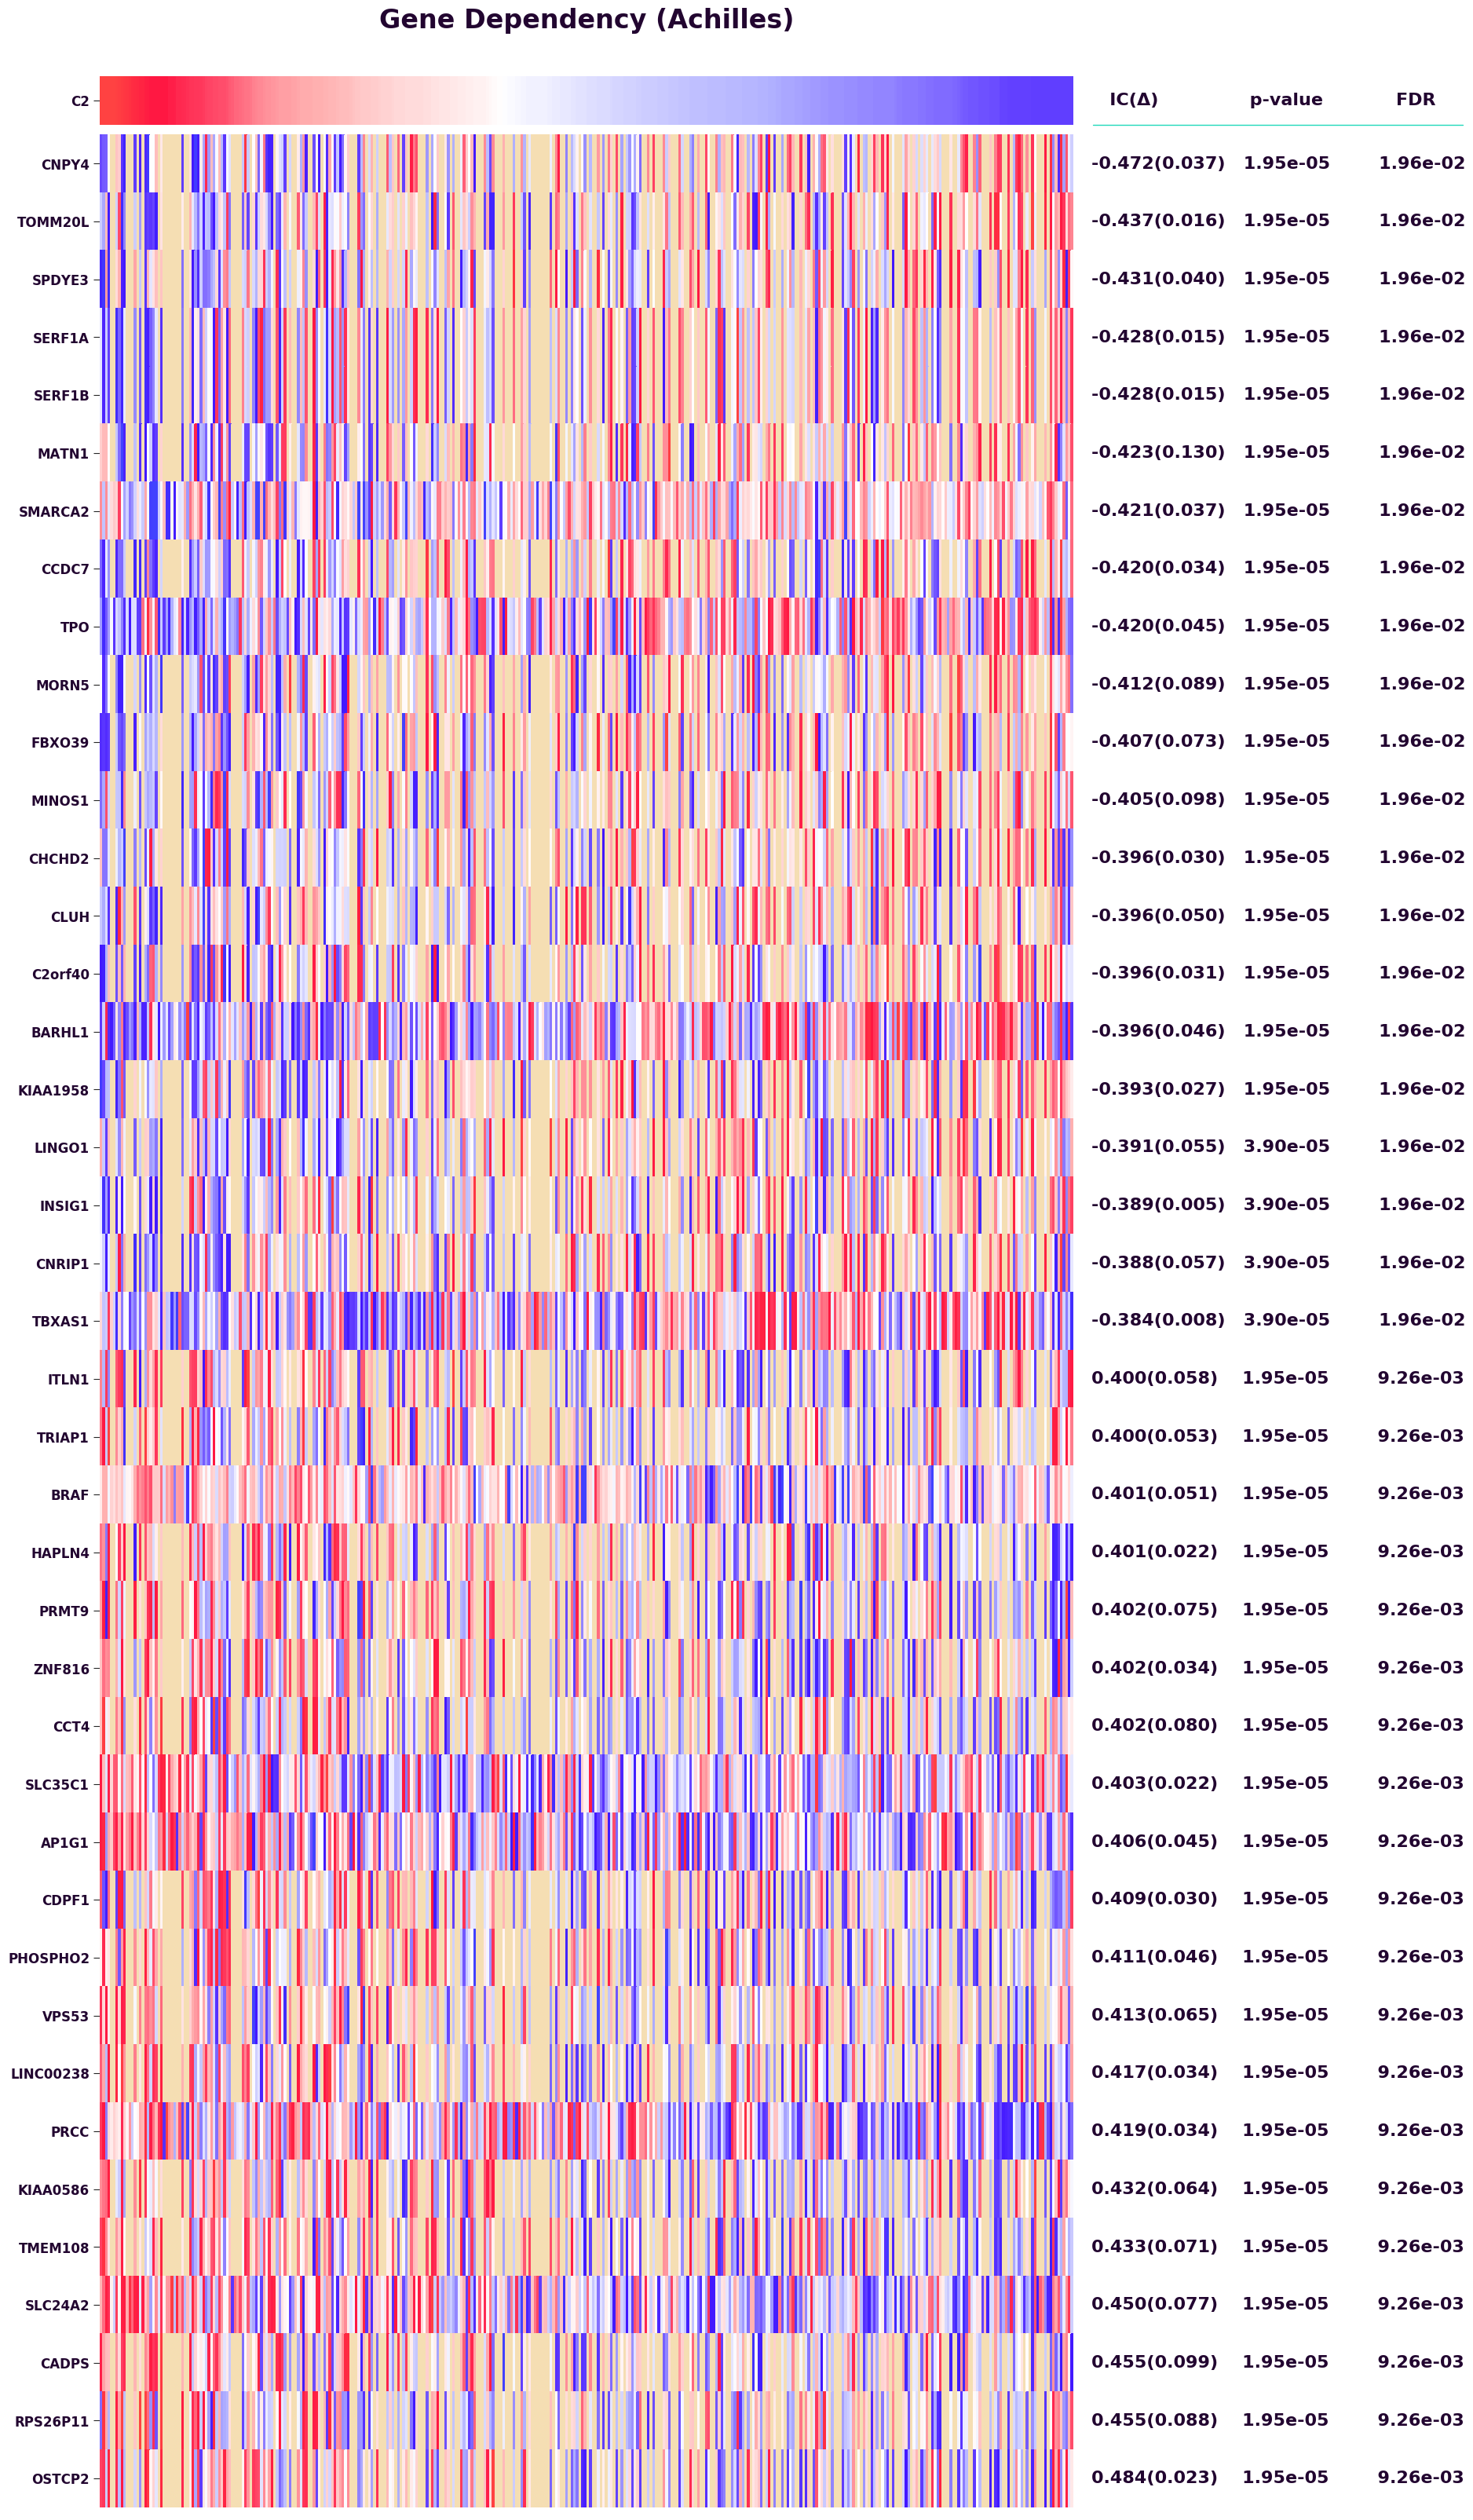 Gene Dependency (Achilles)
C2 IC(Δ) p-value FDR
CNPY4 -0.472(0.037) 1.95e-05 1.96e-02
TOMM20L -0.437(0.016) 1.95e-05 1.96e-02
SPDYE3 -0.431(0.040) 1.95e-05 1.96e-02
SERF1A -0.428(0.015) 1.95e-05 1.96e-02
SERF1B -0.428(0.015) 1.95e-05 1.96e-02
MATN1 -0.423(0.130) 1.95e-05 1.96e-02
SMARCA2 -0.421(0.037) 1.95e-05 1.96e-02
CCDC7 -0.420(0.034) 1.95e-05 1.96e-02
TPO -0.420(0.045) 1.95e-05 1.96e-02
MORN5 -0.412(0.089) 1.95e-05 1.96e-02
FBXO39 -0.407(0.073) 1.95e-05 1.96e-02
MINOS1 -0.405(0.098) 1.95e-05 1.96e-02
CHCHD2 -0.396(0.030) 1.95e-05 1.96e-02
CLUH -0.396(0.050) 1.95e-05 1.96e-02
C2orf40 -0.396(0.031) 1.95e-05 1.96e-02
BARHL1 -0.396(0.046) 1.95e-05 1.96e-02
KIAA1958 -0.393(0.027) 1.95e-05 1.96e-02
LINGO1 -0.391(0.055) 3.90e-05 1.96e-02
INSIG1 -0.389(0.005) 3.90e-05 1.96e-02
CNRIP1 -0.388(0.057) 3.90e-05 1.96e-02
TBXAS1 -0.384(0.008) 3.90e-05 1.96e-02
ITLN1 0.400(0.058) 1.95e-05 9.26e-03
TRIAP1 0.400(0.053) 1.95e-05 9.26e-03
BRAF 0.401(0.051) 1.95e-05 9.26e-03
HAPLN4 0.401(0.022) 1.95e-05 9.26e-03
PRMT9 0.402(0.075) 1.95e-05 9.26e-03
ZNF816 0.402(0.034) 1.95e-05 9.26e-03
CCT4 0.402(0.080) 1.95e-05 9.26e-03
SLC35C1 0.403(0.022) 1.95e-05 9.26e-03
AP1G1 0.406(0.045) 1.95e-05 9.26e-03
CDPF1 0.409(0.030) 1.95e-05 9.26e-03
PHOSPHO2 0.411(0.046) 1.95e-05 9.26e-03
VPS53 0.413(0.065) 1.95e-05 9.26e-03
LINC00238 0.417(0.034) 1.95e-05 9.26e-03
PRCC 0.419(0.034) 1.95e-05 9.26e-03
KIAA0586 0.432(0.064) 1.95e-05 9.26e-03
TMEM108 0.433(0.071) 1.95e-05 9.26e-03
SLC24A2 0.450(0.077) 1.95e-05 9.26e-03
CADPS 0.455(0.099) 1.95e-05 9.26e-03
RPS26P11 0.455(0.088) 1.95e-05 9.26e-03
OSTCP2 0.484(0.023) 1.95e-05 9.26e-03